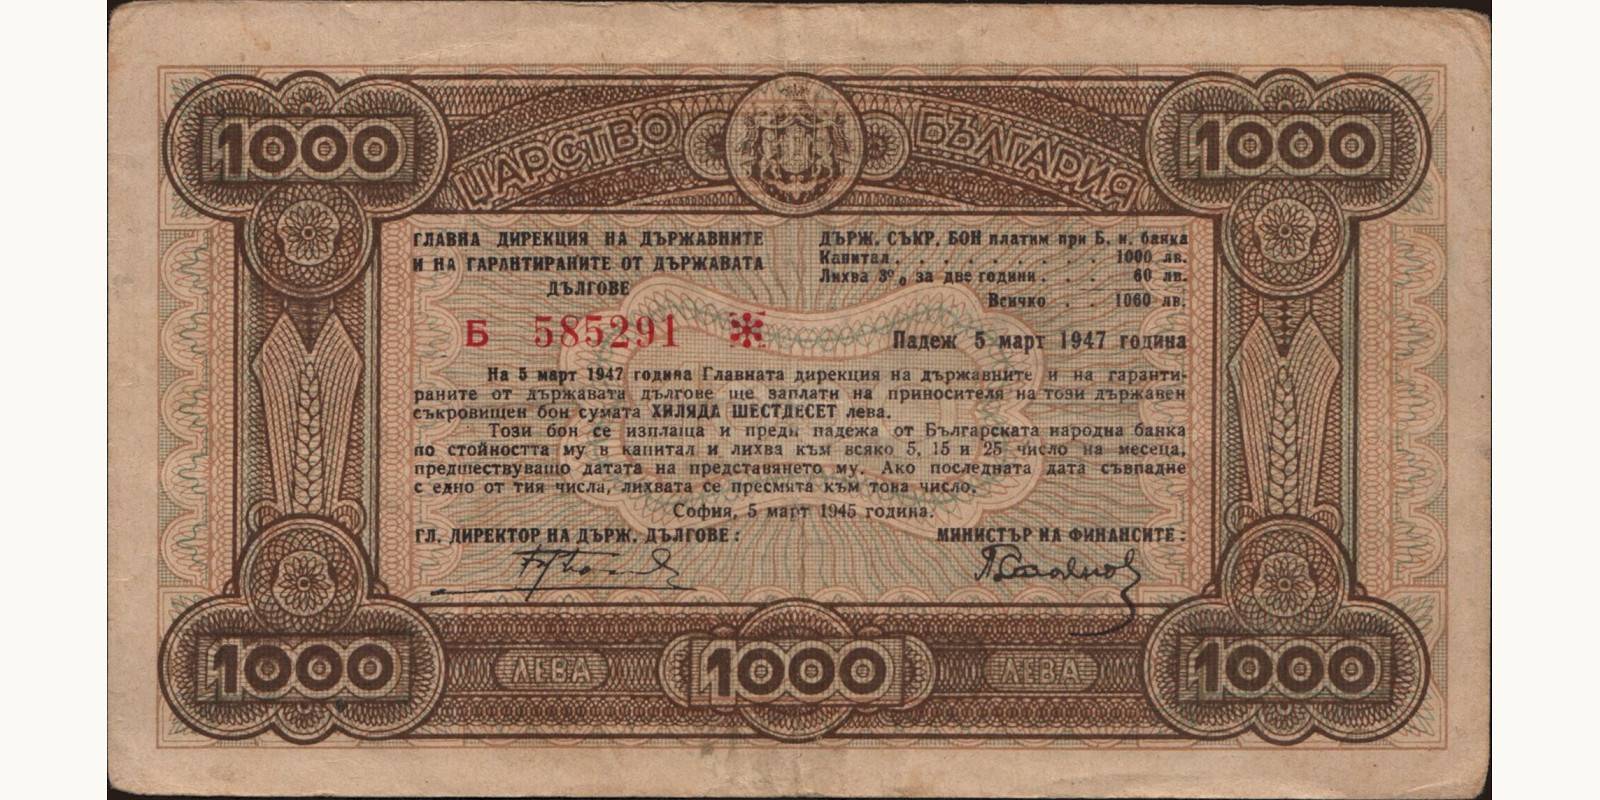 1000
ЦАРСТВО БЪЛГАРИЯ
1000
ГЛАВНА ДИРЕКЦИЯ НА ДЪРЖАВНИТЕ
И НА ГАРАНТИРАНИТЕ ОТ ДЪРЖАВАТА
ДЪЛГОВЕ
Б 585291 *
ДЪРЖ. СЪКР. БОН платим при Б. н. банка
Капитал . . . . . . . . . . 1000 лв.
Лихва 3% за две години . . . 60 лв.
Всичко . . 1060 лв.
Падеж 5 март 1947 година
На 5 март 1947 година Главната дирекция на държавните и на гаранти-
раните от държавата дългове ще заплати на приносителя на този държавен
съкровищен бон сумата ХИЛЯДА ШЕСТДЕСЕТ лева.
Този бон се изплаща и преди падежа от Българската народна банка
по стойността му в капитал и лихва към всяко 5, 15 и 25 число на месеца,
предшествуващо датата на представянето му. Ако последната дата съвпадне
с едно от тия числа, лихвата се пресмята към това число.
София, 5 март 1945 година.
ГЛ. ДИРЕКТОР НА ДЪРЖ. ДЪЛГОВЕ:
МИНИСТЪР НА ФИНАНСИТЕ:
1000 ЛЕВА 1000 ЛЕВА 1000